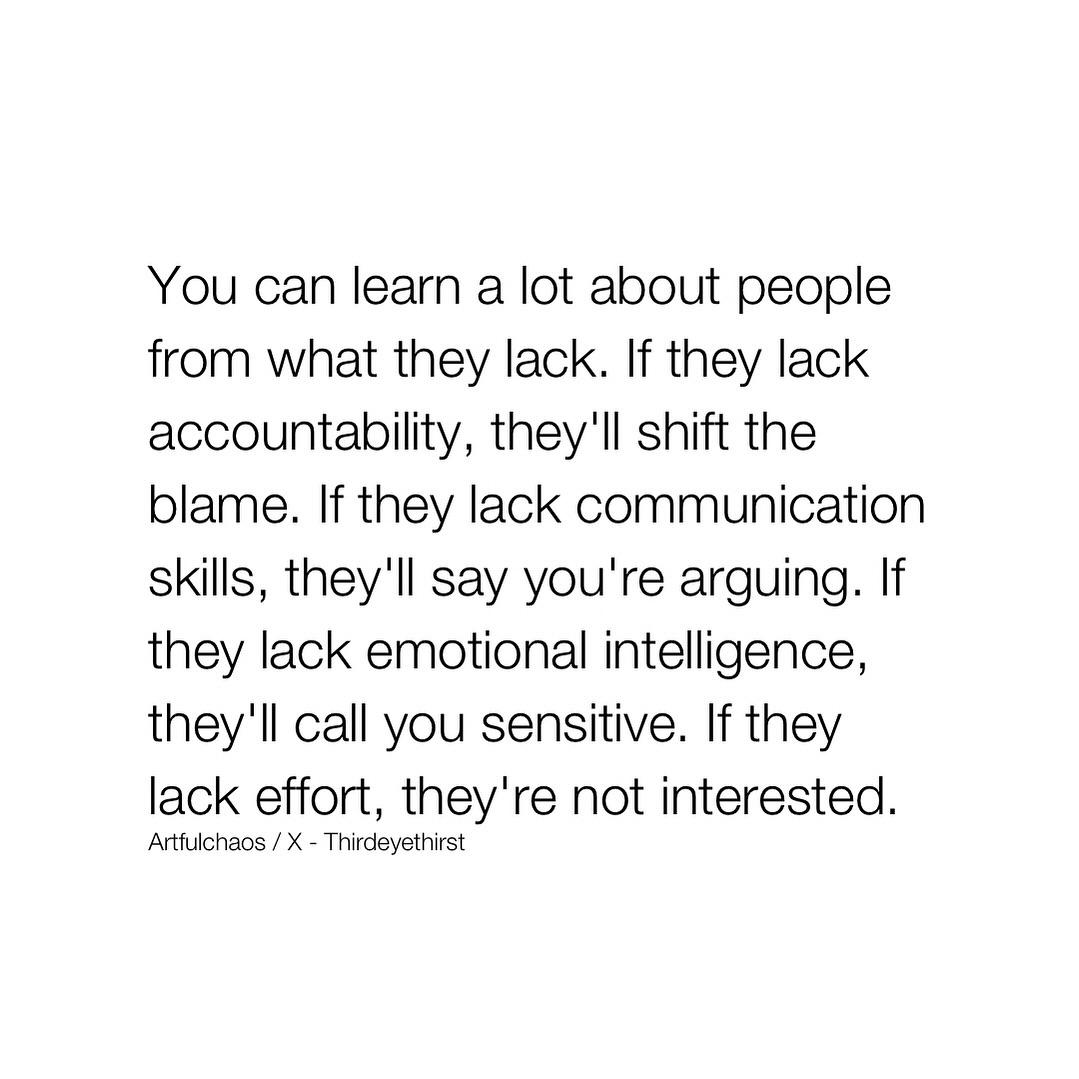 You can learn a lot about people
from what they lack. If they lack
accountability, they'll shift the
blame. If they lack communication
skills, they'll say you're arguing. If
they lack emotional intelligence,
they'll call you sensitive. If they
lack effort, they're not interested.
Artfulchaos / X - Thirdeyethirst